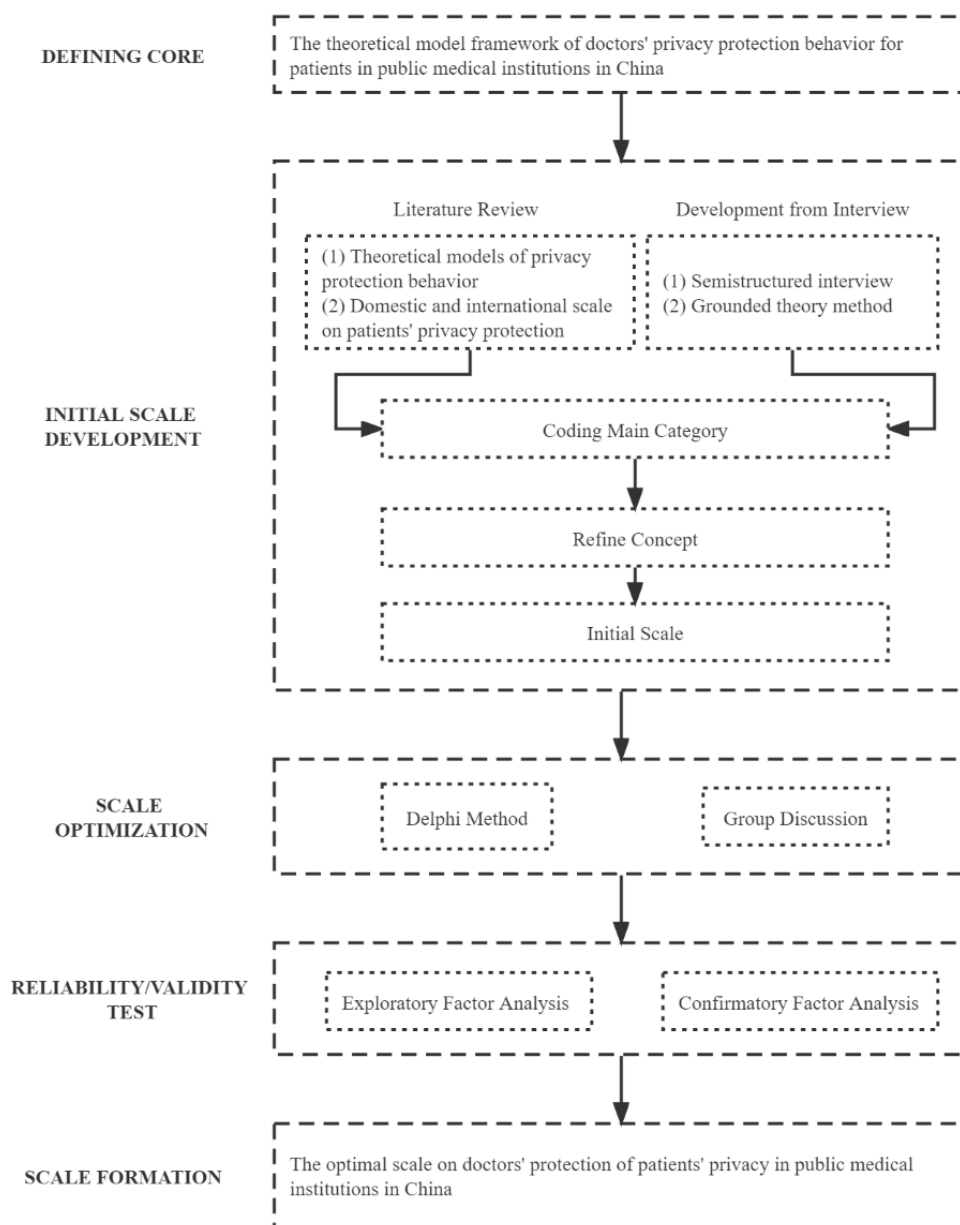 DEFINING CORE
The theoretical model framework of doctors' privacy protection behavior for
patients in public medical institutions in China
Literature Review
(1) Theoretical models of privacy
protection behavior
(2) Domestic and international scale
on patients' privacy protection
Development from Interview
(1) Semistructured interview
(2) Grounded theory method
INITIAL SCALE
DEVELOPMENT
Coding Main Category
Refine Concept
Initial Scale
SCALE
OPTIMIZATION
Delphi Method
Group Discussion
RELIABILITY/VALIDITY
TEST
Exploratory Factor Analysis
Confirmatory Factor Analysis
SCALE FORMATION
The optimal scale on doctors' protection of patients' privacy in public medical
institutions in China